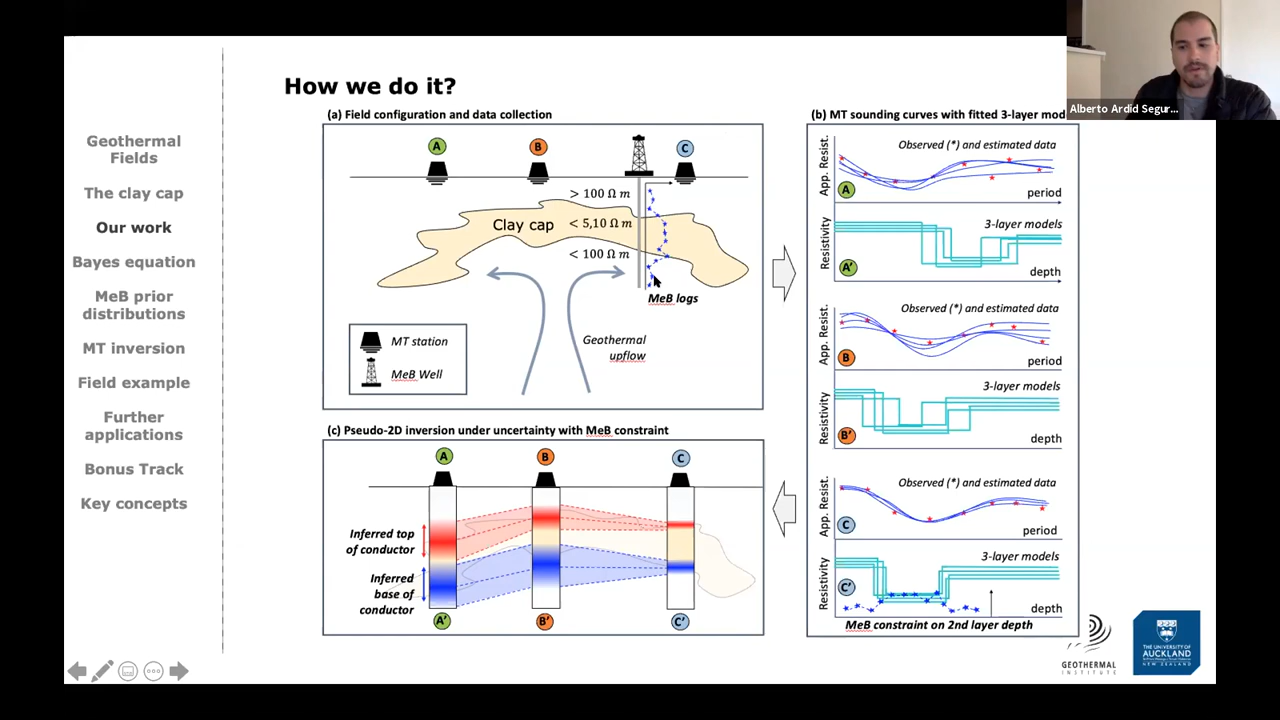 Alberto Ardid Segur...
How we do it?
Geothermal
Fields
The clay cap
Our work
Bayes equation
MeB prior
distributions
MT inversion
Field example
Further
applications
Bonus Track
Key concepts
(a) Field configuration and data collection
A
B
C
> 100 Ω m
Clay cap
< 5,10 Ω m
< 100 Ω m
MeB logs
MT station
MeB Well
Geothermal
upflow
(b) MT sounding curves with fitted 3-layer mod
App. Resist.
Observed (*) and estimated data
A
period
Resistivity
3-layer models
A'
depth
App. Resist.
Observed (*) and estimated data
B
period
Resistivity
3-layer models
B'
depth
App. Resist.
Observed (*) and estimated data
C
period
Resistivity
3-layer models
C'
depth
MeB constraint on 2nd layer depth
(c) Pseudo-2D inversion under uncertainty with MeB constraint
A
B
C
Inferred top
of conductor
Inferred
base of
conductor
A'
B'
C'
GEOTHERMAL
INSTITUTE
THE UNIVERSITY OF
AUCKLAND
NEW ZEALAND